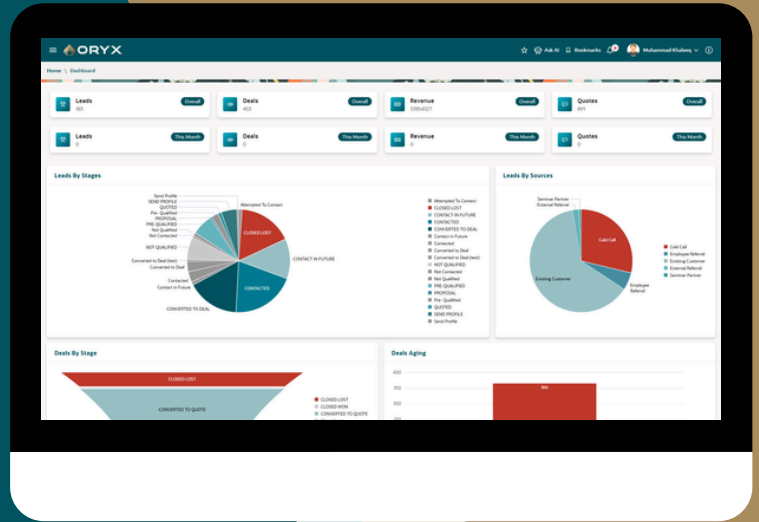 ORYX
Ask AI Bookmarks Muhammad Khaleeq
Home \ Dashboard
Leads Overall Deals Overall Revenue Overall Quotes Overall
Leads This Month Deals This Month Revenue This Month Quotes This Month
0 0 0 0
Leads By Stages
Send Profile
SEND PROFILE
QUOTED
Pre- Qualified
PROPOSAL
PRE-QUALIFIED
Not Qualified
Not Contacted
NOT QUALIFIED
Converted to Deal (test)
Converted to Deal
Contacted
Contact in Future
CONVERTED TO DEAL
Attempted To Contact
CLOSED LOST
CONTACT IN FUTURE
CONTACTED
Attempted To Contact
CLOSED LOST
CONTACT IN FUTURE
CONTACTED
CONVERTED TO DEAL
Contact in Future
Contacted
Converted to Deal
Converted to Deal (test)
NOT QUALIFIED
Not Contacted
Not Qualified
PRE-QUALIFIED
PROPOSAL
Pre- Qualified
QUOTED
SEND PROFILE
Send Profile
Leads By Sources
Seminar Partner
External Referral
Cold Call
Existing Customer
Employee
Referral
Cold Call
Employee Referral
Existing Customer
External Referral
Seminar Partner
Deals By Stage
CLOSED LOST
CONVERTED TO QUOTE
CLOSED LOST
CLOSED WON
CONVERTED TO QUOTE
Deals Aging
400
350
300